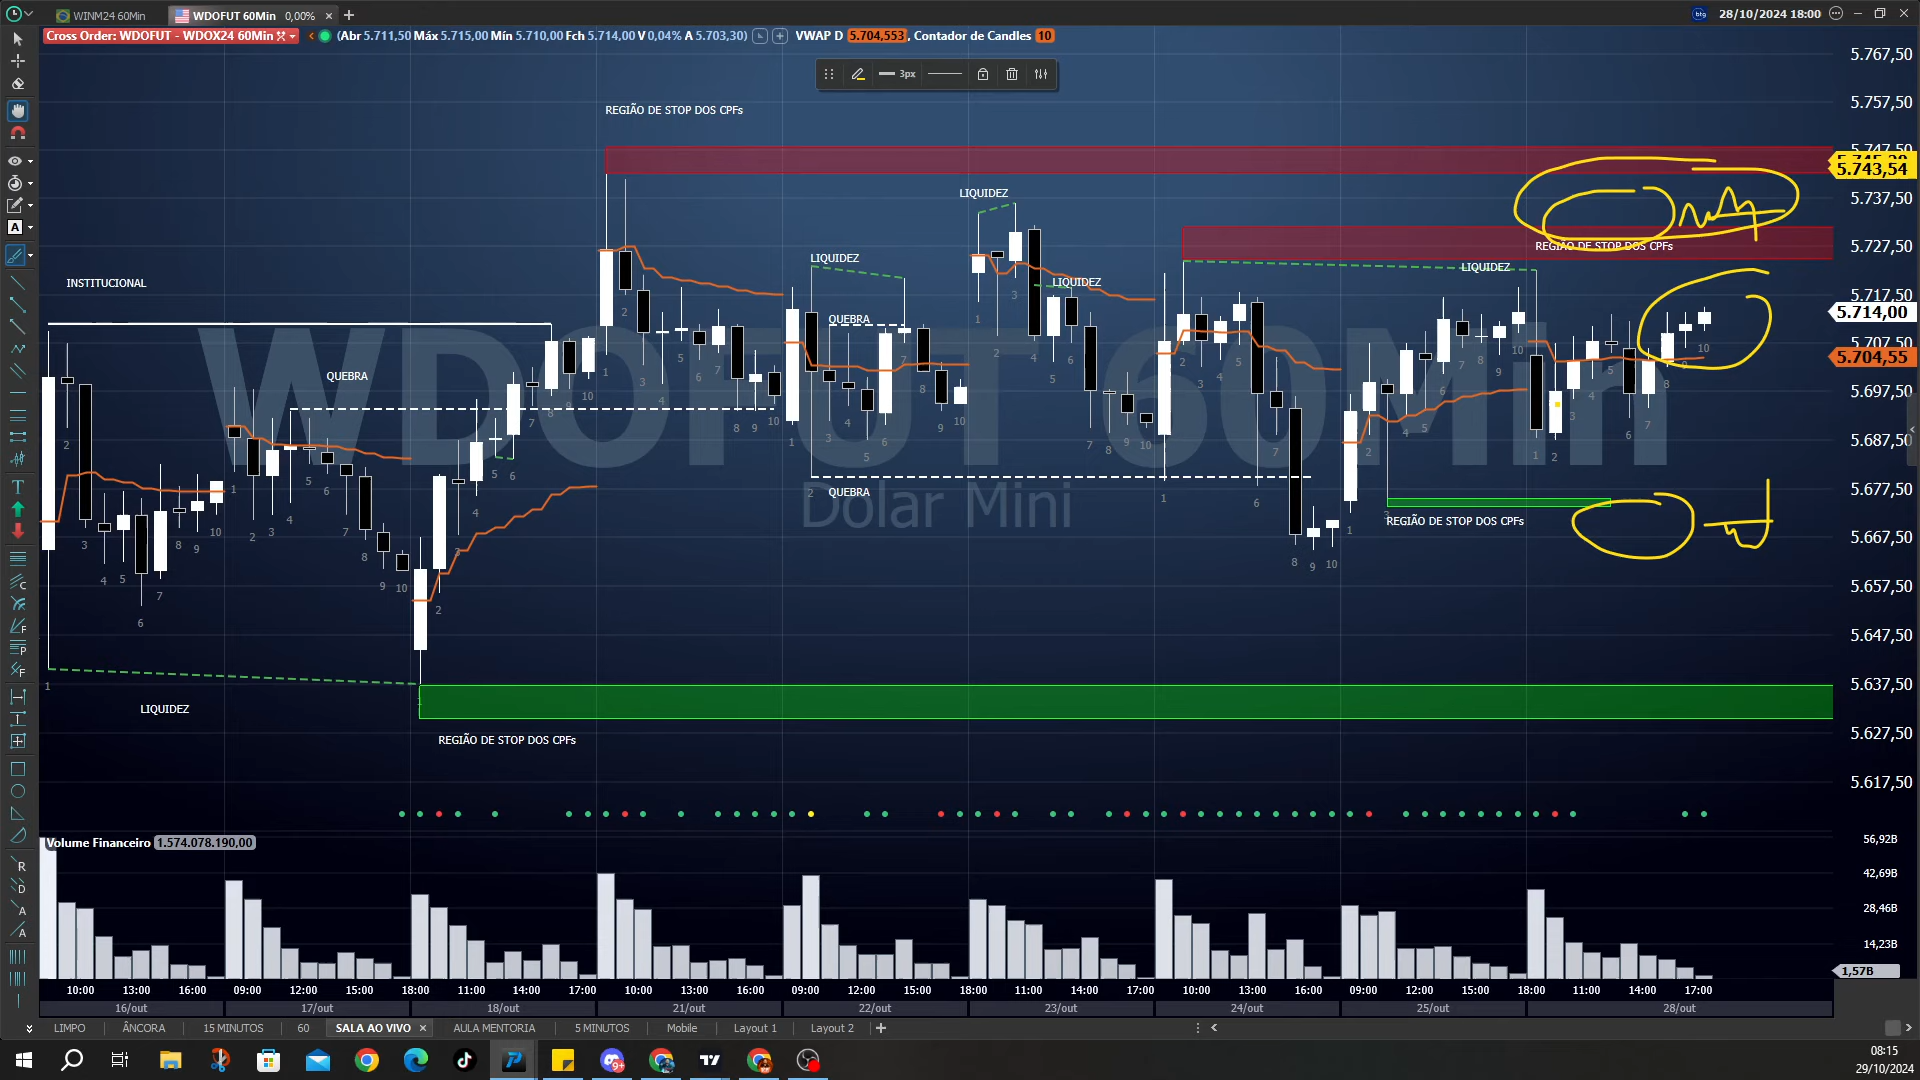 WINM24 60Min
WDOFUT 60Min 0,00%
btg 28/10/2024 18:00
Cross Order: WDOFUT - WDOX24 60Min
(Abr 5.711,50 Máx 5.715,00 Mín 5.710,00 Fch 5.714,00 V 0,04% A 5.703,30)
VWAP D 5.704,553, Contador de Candles 10
3px
5.767,50
5.757,50
5.747,50
5.743,54
5.737,50
5.727,50
5.717,50
5.714,00
5.707,50
5.704,55
5.697,50
5.687,50
5.677,50
5.667,50
5.657,50
5.647,50
5.637,50
5.627,50
5.617,50
REGIÃO DE STOP DOS CPFs
LIQUIDEZ
REGIÃO DE STOP DOS CPFs
LIQUIDEZ
LIQUIDEZ
LIQUIDEZ
INSTITUCIONAL
QUEBRA
QUEBRA
QUEBRA
REGIÃO DE STOP DOS CPFs
LIQUIDEZ
REGIÃO DE STOP DOS CPFs
WDOFUT 60Min
Dolar Mini
Volume Financeiro 1.574.078.190,00
56,92B
42,69B
28,46B
14,23B
1,57B
10:00 13:00 16:00 09:00 12:00 15:00 18:00 11:00 14:00 17:00 10:00 13:00 16:00 09:00 12:00 15:00 18:00 11:00 14:00 17:00 10:00 13:00 16:00 09:00 12:00 15:00 18:00 11:00 14:00 17:00
16/out 17/out 18/out 21/out 22/out 23/out 24/out 25/out 28/out
LIMPO ÂNCORA 15 MINUTOS 60 SALA AO VIVO AULA MENTORIA 5 MINUTOS Mobile Layout 1 Layout 2
08:15
29/10/2024